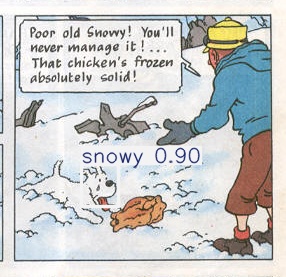 Poor old Snowy! You'll
never manage it!...
That chicken's frozen
absolutely solid!
snowy 0.90